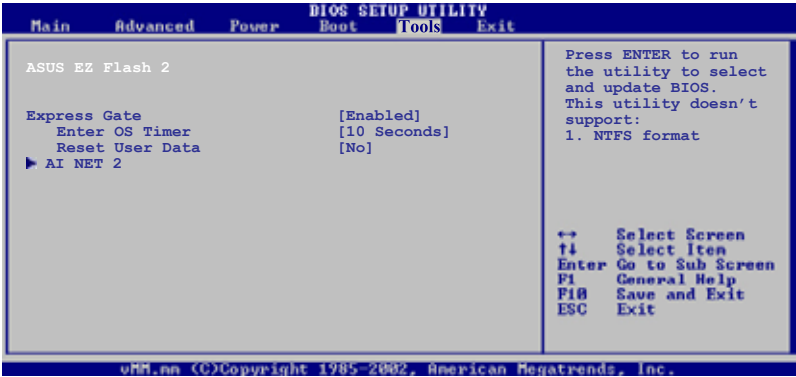 BIOS SETUP UTILITY
Main Advanced Power Boot Tools Exit
ASUS EZ Flash 2
Express Gate [Enabled]
Enter OS Timer [10 Seconds]
Reset User Data [No]
AI NET 2
Press ENTER to run
the utility to select
and update BIOS.
This utility doesn't
support:
1. NTFS format
↔ Select Screen
↑↓ Select Item
Enter Go to Sub Screen
F1 General Help
F10 Save and Exit
ESC Exit
vMM.mm (C)Copyright 1985-2002, American Megatrends, Inc.